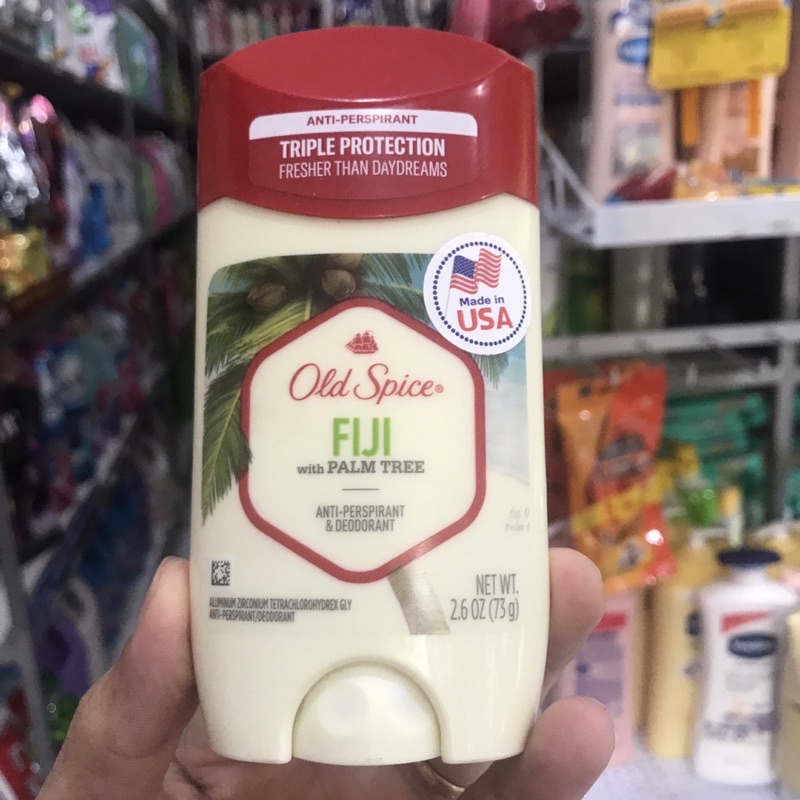 ANTI-PERSPIRANT
TRIPLE PROTECTION
FRESHER THAN DAYDREAMS
Made in
USA
Old Spice®
FIJI
with PALM TREE
ANTI-PERSPIRANT
& DEODORANT
NET WT.
2.6 OZ (73 g)
ALUMINUM ZIRCONIUM TETRACHLOROHYDREX GLY
ANTI-PERSPIRANT/DEODORANT